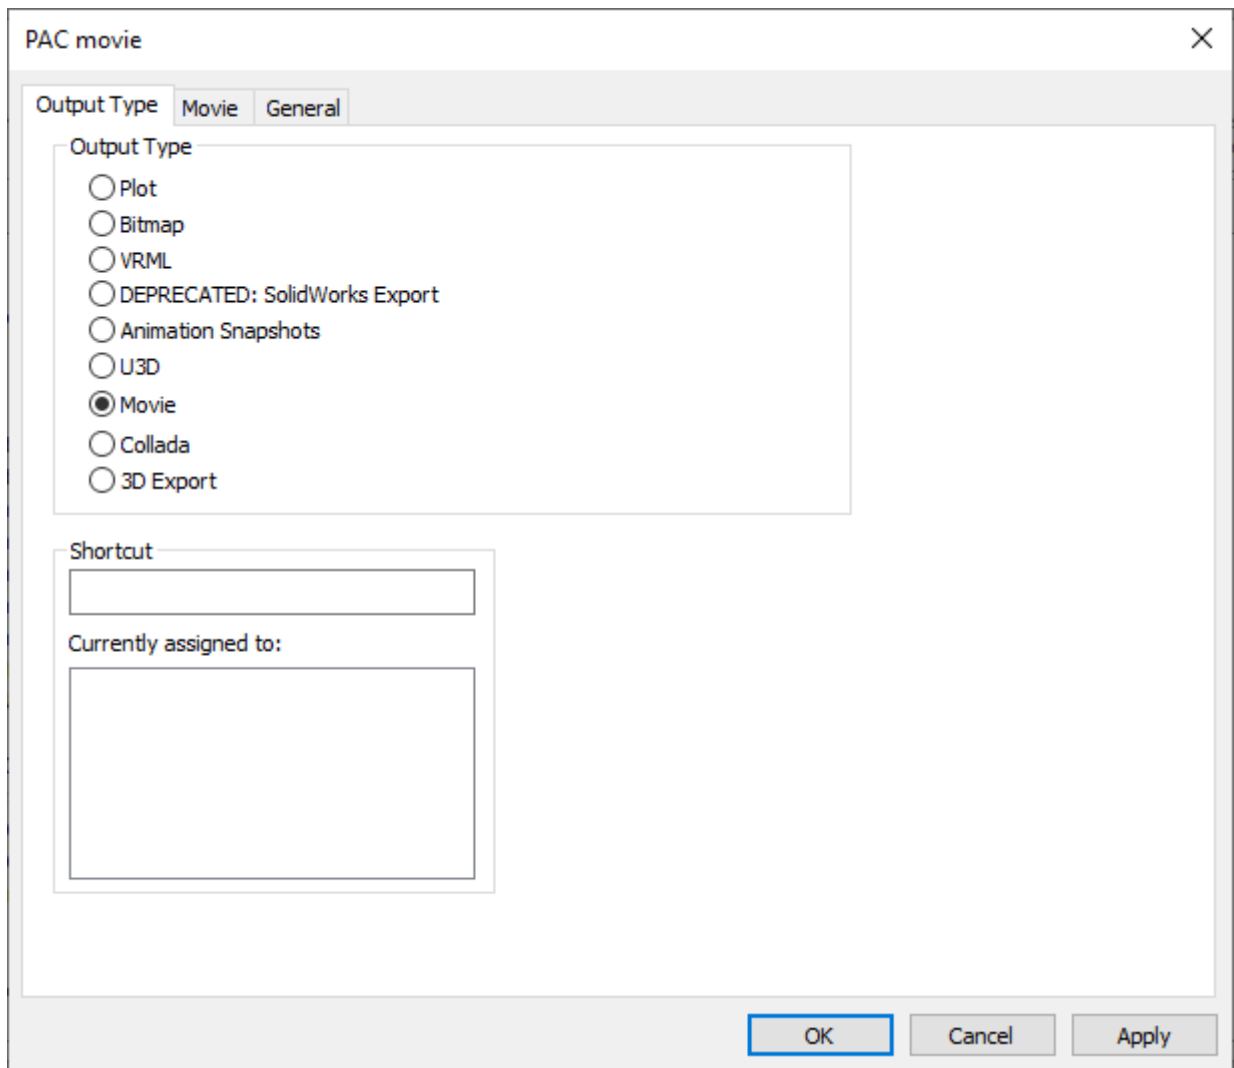 PAC movie
Output Type Movie General
Output Type
Plot
Bitmap
VRML
DEPRECATED: SolidWorks Export
Animation Snapshots
U3D
Movie
Collada
3D Export
Shortcut
Currently assigned to:
OK Cancel Apply